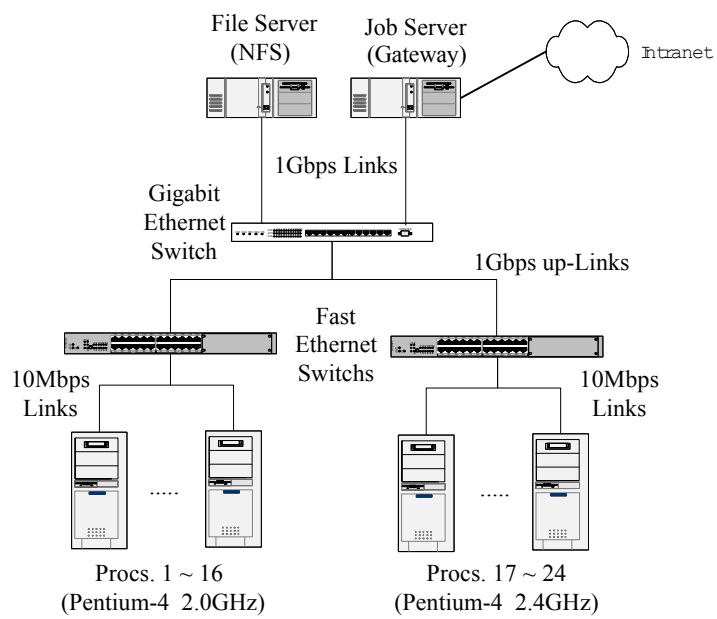 File Server
(NFS)
Job Server
(Gateway)
Intranet
1Gbps Links
Gigabit
Ethernet
Switch
1Gbps up-Links
Fast
Ethernet
Switchs
10Mbps
Links
10Mbps
Links
.....
.....
Procs. 1 ~ 16
(Pentium-4 2.0GHz)
Procs. 17 ~ 24
(Pentium-4 2.4GHz)